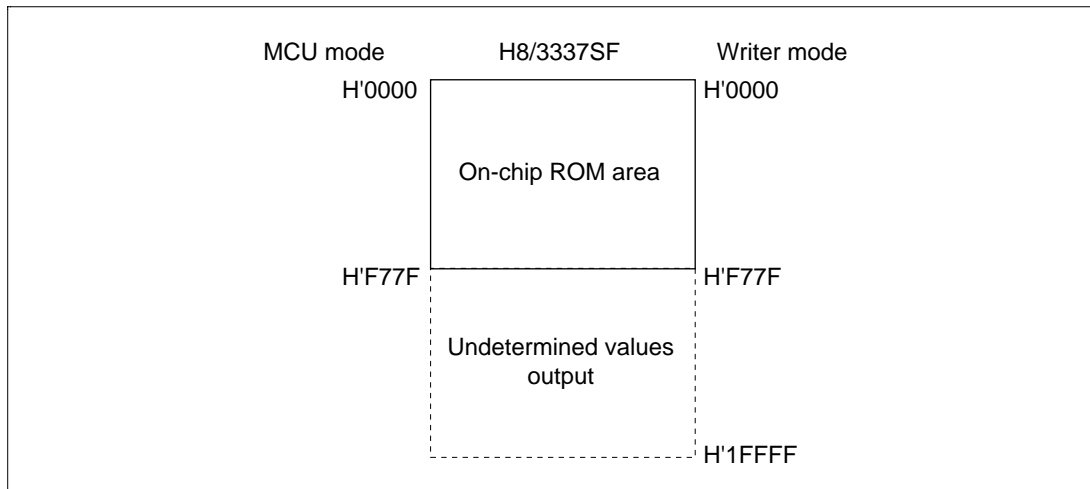 MCU mode H8/3337SF Writer mode
H'0000 H'0000
On-chip ROM area
H'F77F H'F77F
Undetermined values
output
H'1FFFF